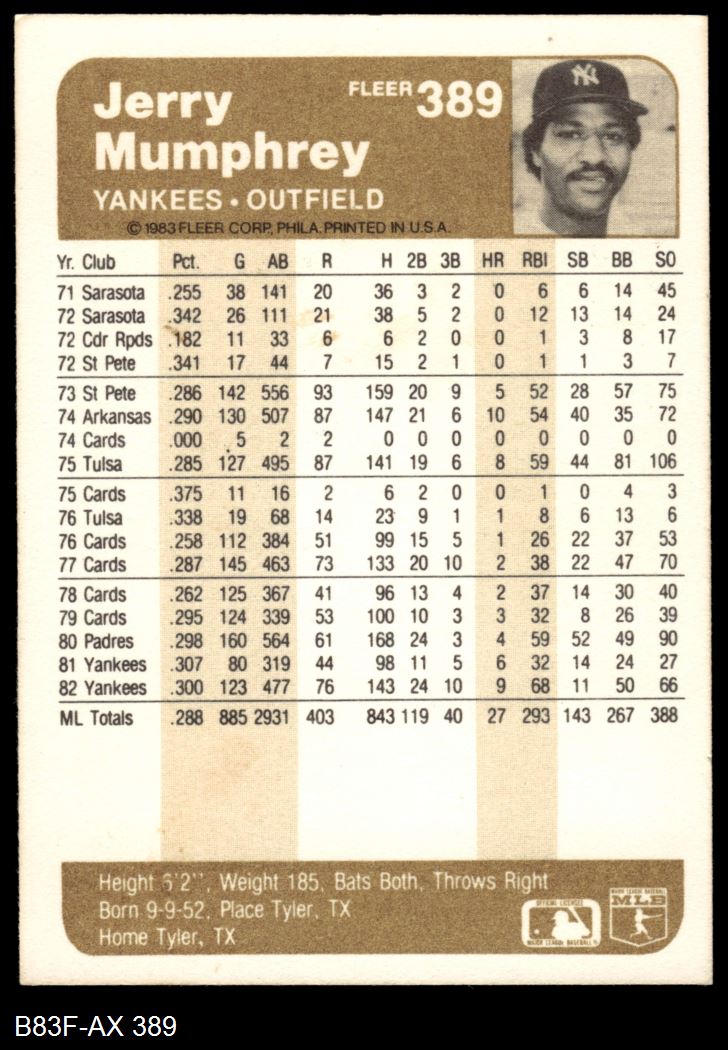 Jerry
Mumphrey
FLEER 389
YANKEES • OUTFIELD
© 1983 FLEER CORP., PHILA. PRINTED IN U.S.A.
NY
Yr. Club Pct. G AB R H 2B 3B HR RBI SB BB SO
71 Sarasota .255 38 141 20 36 3 2 0 6 6 14 45
72 Sarasota .342 26 111 21 38 5 2 0 12 13 14 24
72 Cdr Rpds .182 11 33 6 6 2 0 0 1 3 8 17
72 St Pete .341 17 44 7 15 2 1 0 1 1 3 7
73 St Pete .286 142 556 93 159 20 9 5 52 28 57 75
74 Arkansas .290 130 507 87 147 21 6 10 54 40 35 72
74 Cards .000 5 2 2 0 0 0 0 0 0 0 0
75 Tulsa .285 127 495 87 141 19 6 8 59 44 81 106
75 Cards .375 11 16 2 6 2 0 0 1 0 4 3
76 Tulsa .338 19 68 14 23 9 1 1 8 6 13 6
76 Cards .258 112 384 51 99 15 5 1 26 22 37 53
77 Cards .287 145 463 73 133 20 10 2 38 22 47 70
78 Cards .262 125 367 41 96 13 4 2 37 14 30 40
79 Cards .295 124 339 53 100 10 3 3 32 8 26 39
80 Padres .298 160 564 61 168 24 3 4 59 52 49 90
81 Yankees .307 80 319 44 98 11 5 6 32 14 24 27
82 Yankees .300 123 477 76 143 24 10 9 68 11 50 66
ML Totals .288 885 2931 403 843 119 40 27 293 143 267 388
Height 6'2'', Weight 185, Bats Both, Throws Right
Born 9-9-52, Place Tyler, TX
Home Tyler, TX
OFFICIAL LICENSEE
MAJOR LEAGUE BASEBALL
MAJOR LEAGUE BASEBALL
MLB
B83F-AX 389